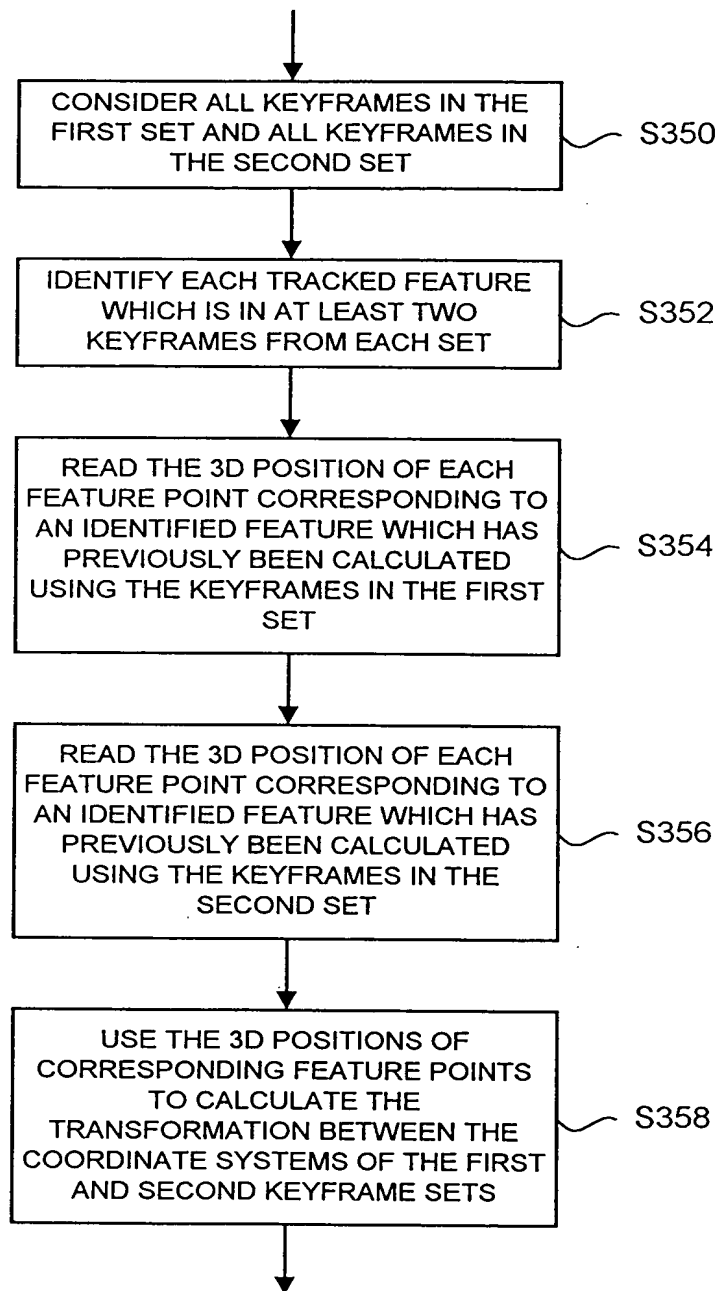 CONSIDER ALL KEYFRAMES IN THE
FIRST SET AND ALL KEYFRAMES IN
THE SECOND SET
S350
IDENTIFY EACH TRACKED FEATURE
WHICH IS IN AT LEAST TWO
KEYFRAMES FROM EACH SET
S352
READ THE 3D POSITION OF EACH
FEATURE POINT CORRESPONDING TO
AN IDENTIFIED FEATURE WHICH HAS
PREVIOUSLY BEEN CALCULATED
USING THE KEYFRAMES IN THE FIRST
SET
S354
READ THE 3D POSITION OF EACH
FEATURE POINT CORRESPONDING TO
AN IDENTIFIED FEATURE WHICH HAS
PREVIOUSLY BEEN CALCULATED
USING THE KEYFRAMES IN THE
SECOND SET
S356
USE THE 3D POSITIONS OF
CORRESPONDING FEATURE POINTS
TO CALCULATE THE
TRANSFORMATION BETWEEN THE
COORDINATE SYSTEMS OF THE FIRST
AND SECOND KEYFRAME SETS
S358